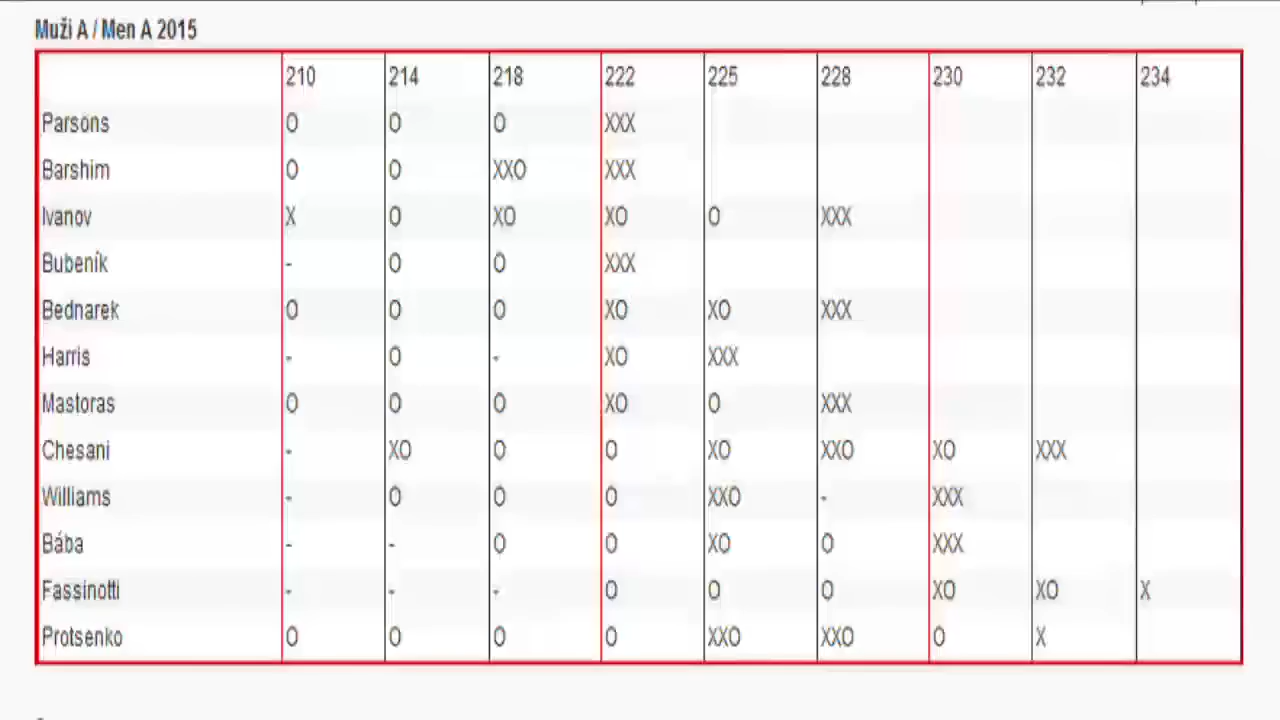 Muži A / Men A 2015
210 214 218 222 225 228 230 232 234
Parsons O O O XXX
Barshim O O XXO XXX
Ivanov X O XO XO O XXX
Bubeník - O O XXX
Bednarek O O O XO XO XXX
Harris - O - XO XXX
Mastoras O O O XO O XXX
Chesani - XO O O XO XXO XO XXX
Williams - O O O XXO - XXX
Bába - - O O XO O XXX
Fassinotti - - - O O O XO XO X
Protsenko O O O O XXO XXO O X